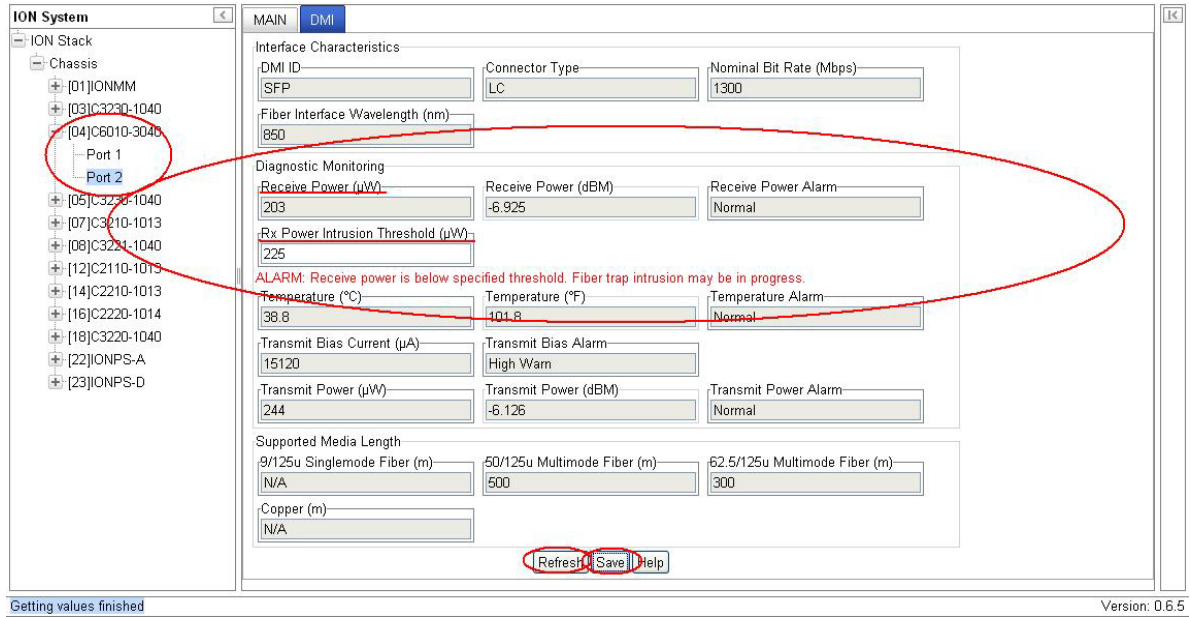 ION System
ION Stack
Chassis
[01]IONMM
[03]C3230-1040
[04]C6010-3040
Port 1
Port 2
[05]C3230-1040
[07]C3210-1013
[08]C3221-1040
[12]C2110-1013
[14]C2210-1013
[16]C2220-1014
[18]C3220-1040
[22]IONPS-A
[23]IONPS-D
MAIN DMI
Interface Characteristics
DMI ID Connector Type Nominal Bit Rate (Mbps)
SFP LC 1300
Fiber Interface Wavelength (nm)
850
Diagnostic Monitoring
Receive Power (µW) Receive Power (dBM) Receive Power Alarm
203 -6.925 Normal
Rx Power Intrusion Threshold (µW)
225
ALARM: Receive power is below specified threshold. Fiber trap intrusion may be in progress.
Temperature (°C) Temperature (°F) Temperature Alarm
38.8 101.8 Normal
Transmit Bias Current (µA) Transmit Bias Alarm
15120 High Warn
Transmit Power (µW) Transmit Power (dBM) Transmit Power Alarm
244 -6.126 Normal
Supported Media Length
9/125u Singlemode Fiber (m) 50/125u Multimode Fiber (m) 62.5/125u Multimode Fiber (m)
N/A 500 300
Copper (m)
N/A
Refresh Save Help
Getting values finished Version: 0.6.5